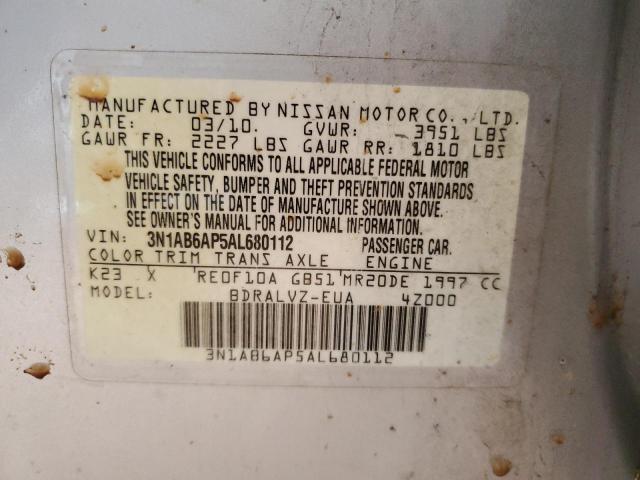 MANUFACTURED BY NISSAN MOTOR CO., LTD.
DATE: 03/10. GVWR: 3951 LBS
GAWR FR: 2227 LBS GAWR RR: 1810 LBS
THIS VEHICLE CONFORMS TO ALL APPLICABLE FEDERAL MOTOR
VEHICLE SAFETY, BUMPER AND THEFT PREVENTION STANDARDS
IN EFFECT ON THE DATE OF MANUFACTURE SHOWN ABOVE.
SEE OWNER'S MANUAL FOR ADDITIONAL INFORMATION.
VIN: 3N1AB6AP5AL680112 PASSENGER CAR.
COLOR TRIM TRANS AXLE ENGINE
K23 X RE0F10A GB51 MR20DE 1997 CC
MODEL: BDRALVZ-EUA 4Z000
3N1AB6AP5AL680112